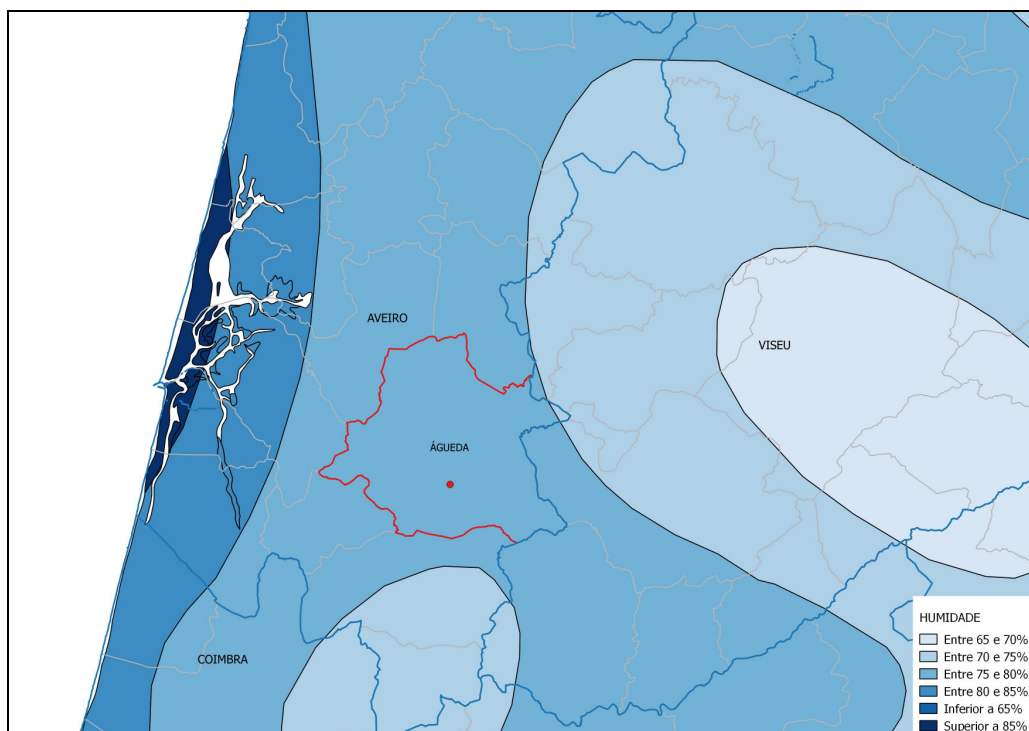 AVEIRO
VISEU
ÁGUEDA
COIMBRA
HUMIDADE
Entre 65 e 70%
Entre 70 e 75%
Entre 75 e 80%
Entre 80 e 85%
Inferior a 65%
Superior a 85%